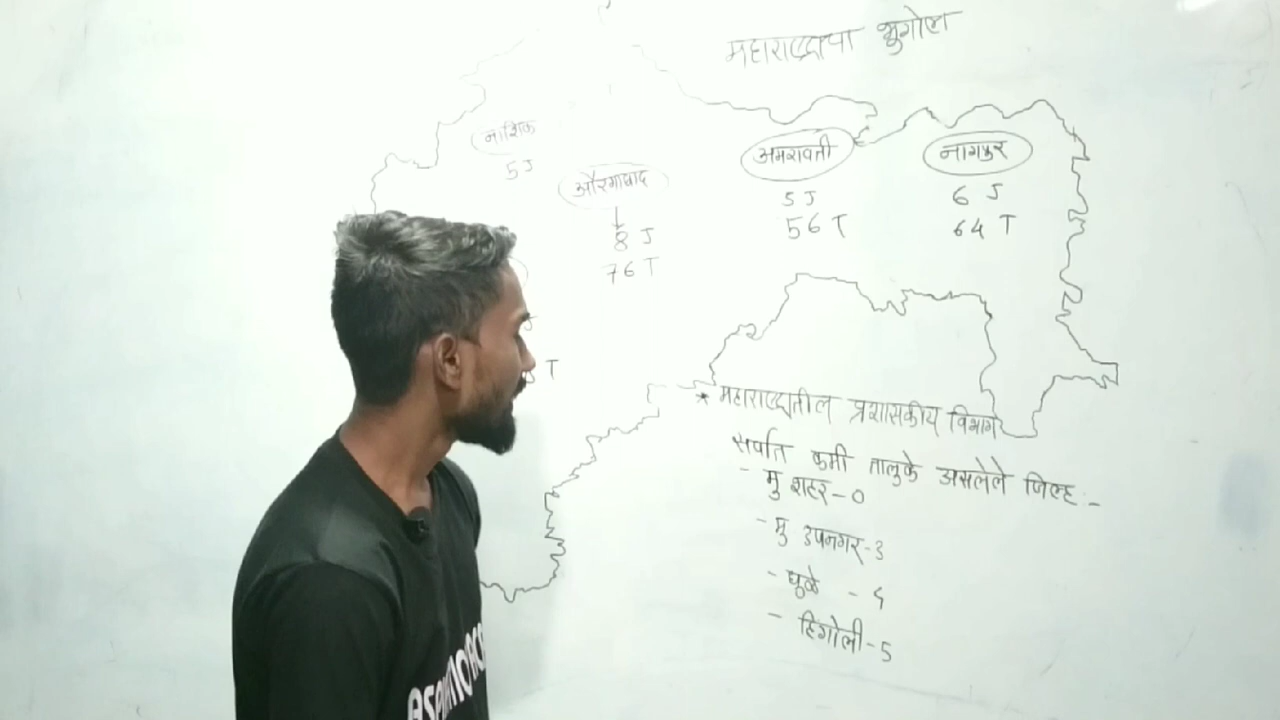 महाराष्ट्राचा भुगोल
नाशिक
5 J
औरंगाबाद
8 J
76 T
अमरावती
5 J
56 T
नागपुर
6 J
64 T
T
* महाराष्ट्रातील प्रशासकीय विभाग
सर्वात कमी तालुके असलेले जिल्हे :-
- मु शहर - 0
- मु उपनगर - 3
- धुळे - 4
- हिंगोली - 5